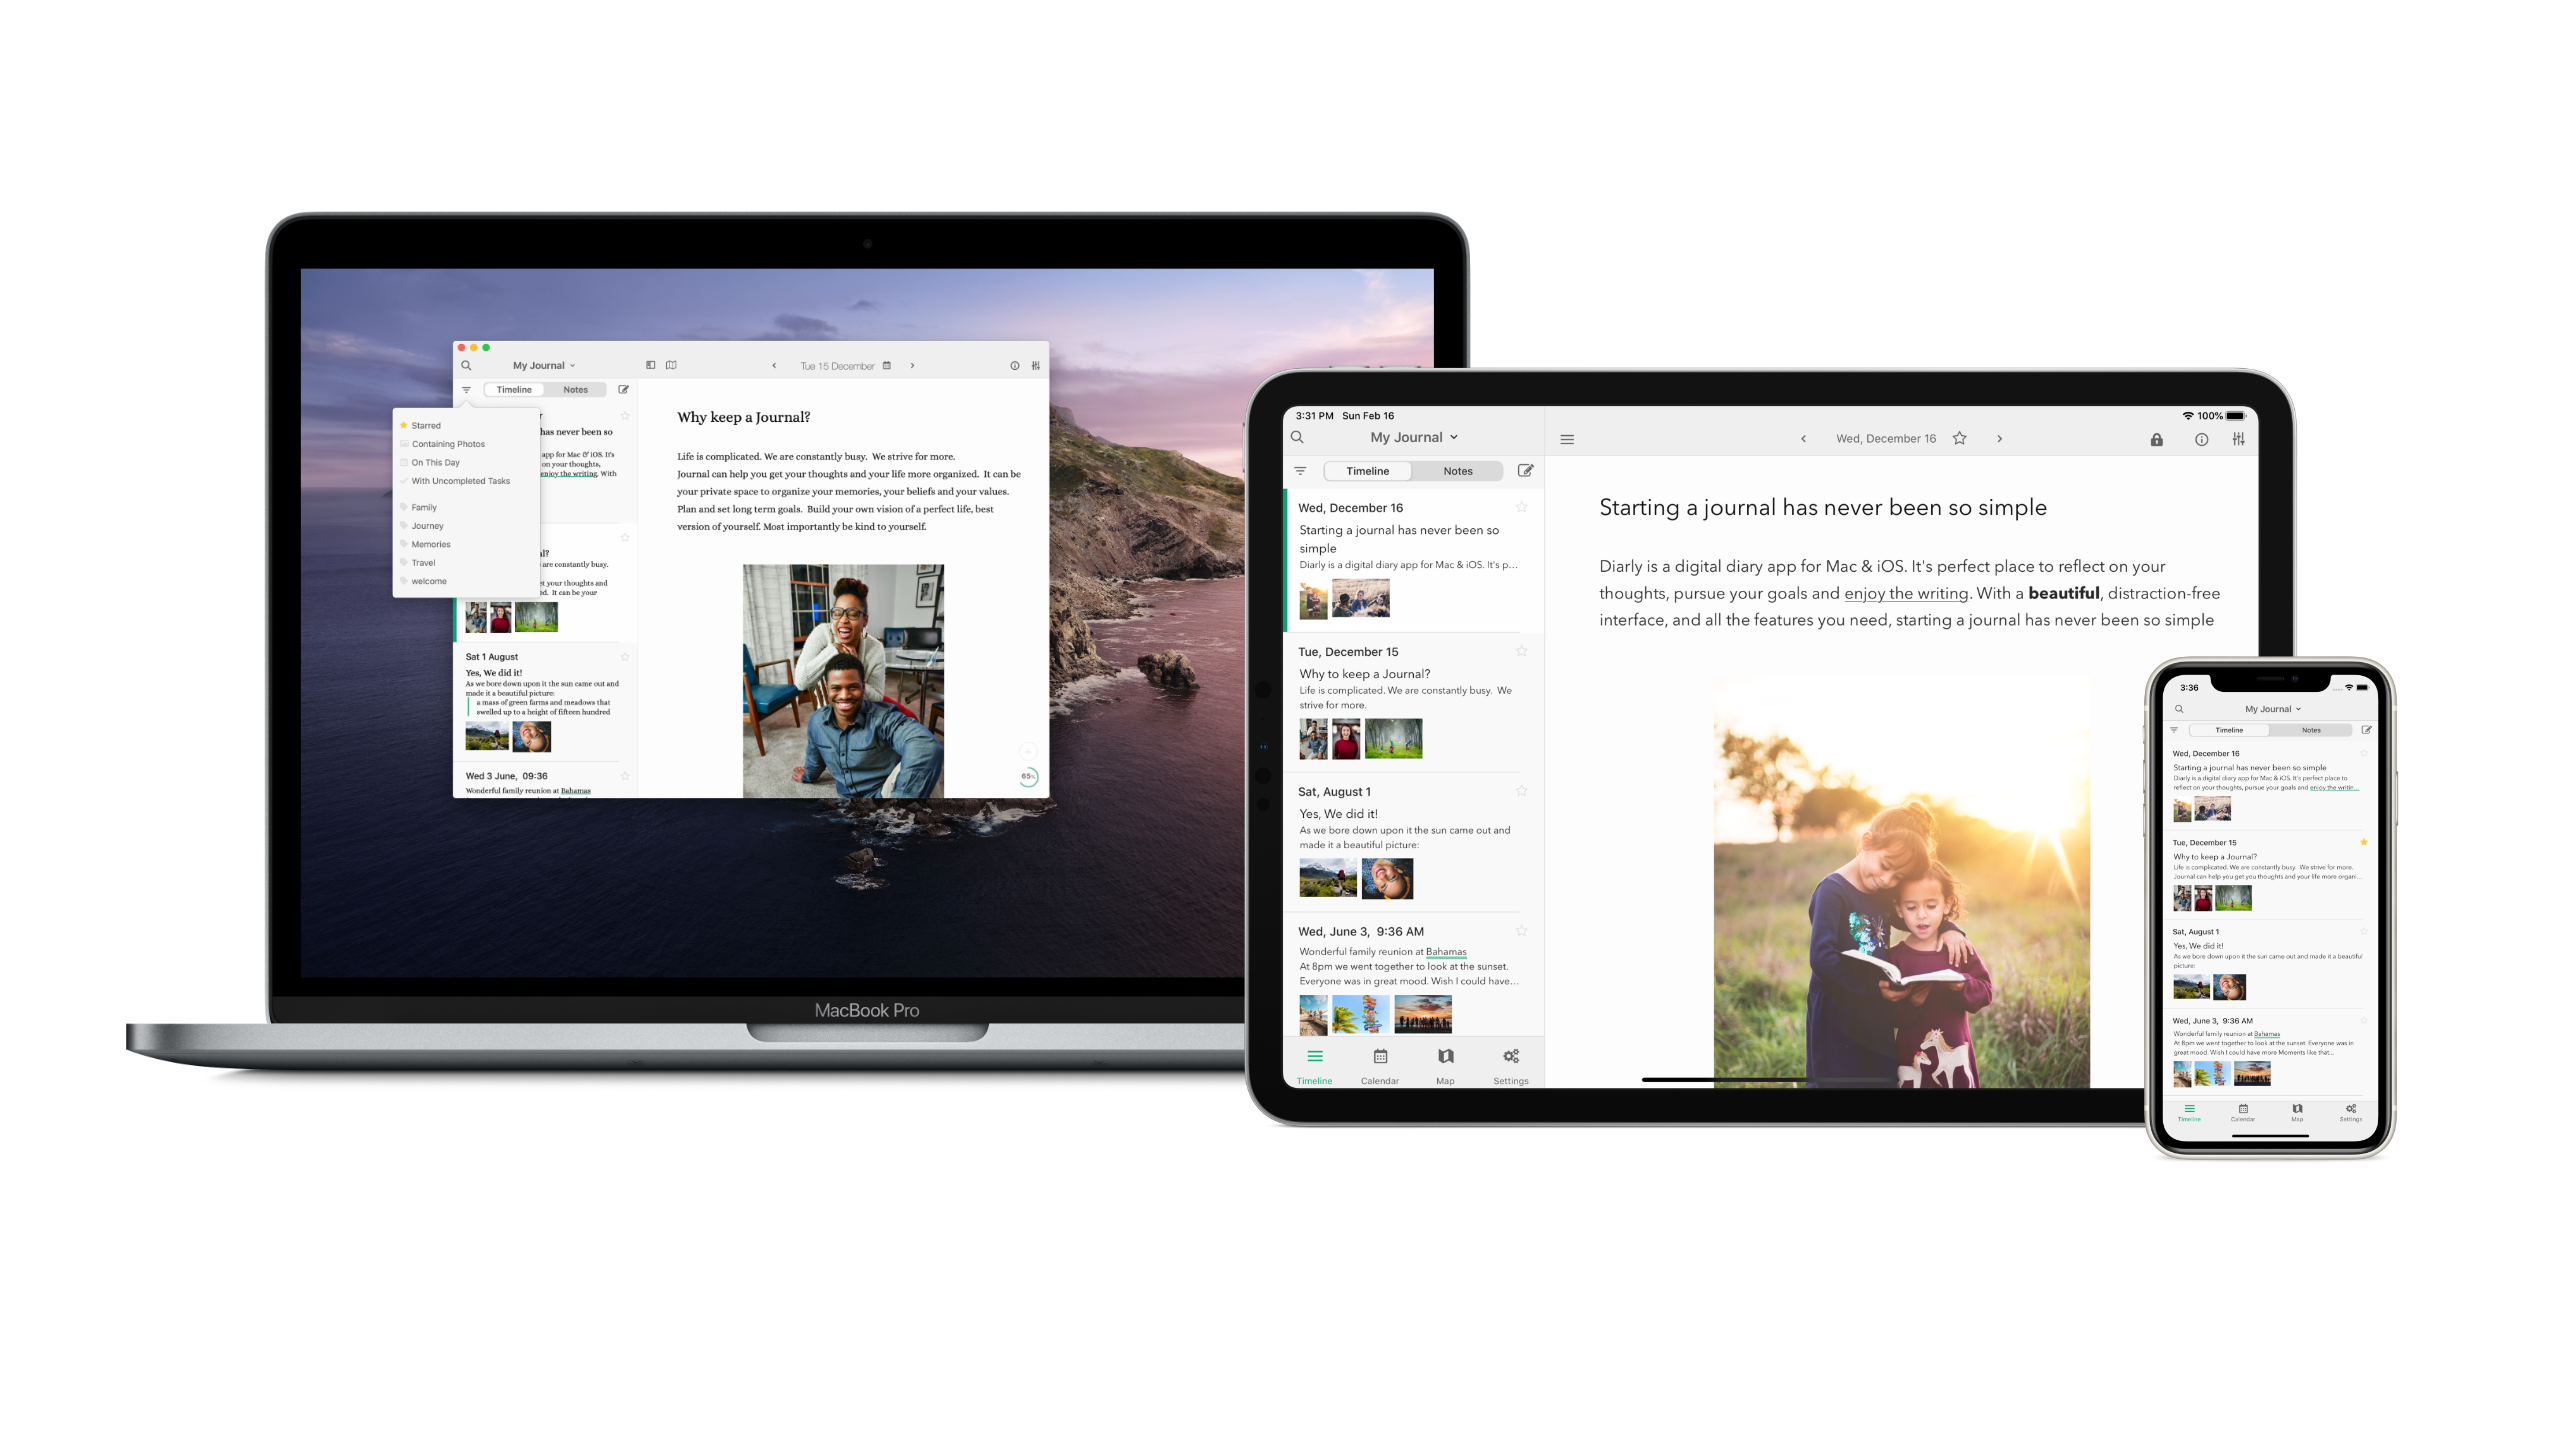 My Journal
Tue 15 December
Timeline
Notes
Starred
Containing Photos
On This Day
With Uncompleted Tasks
Family
Journey
Memories
Travel
welcome
has never been so
app for Mac & iOS. It's
on your thoughts,
enjoy the writing. With
are constantly busy.
your thoughts and
It can be your
Sat 1 August
Yes, We did it!
As we bore down upon it the sun came out and
made it a beautiful picture:
a mass of green farms and meadows that
swelled up to a height of fifteen hundred
Wed 3 June, 09:36
Wonderful family reunion at Bahamas
Why keep a Journal?
Life is complicated. We are constantly busy. We strive for more.
Journal can help you get your thoughts and your life more organized. It can be
your private space to organize your memories, your beliefs and your values.
Plan and set long term goals. Build your own vision of a perfect life, best
version of yourself. Most importantly be kind to yourself.
65%
MacBook Pro
3:31 PM Sun Feb 16
100%
My Journal
Wed, December 16
Timeline
Notes
Wed, December 16
Starting a journal has never been so
simple
Diarly is a digital diary app for Mac & iOS. It's p...
Tue, December 15
Why to keep a Journal?
Life is complicated. We are constantly busy. We
strive for more.
Sat, August 1
Yes, We did it!
As we bore down upon it the sun came out and
made it a beautiful picture:
Wed, June 3, 9:36 AM
Wonderful family reunion at Bahamas
At 8pm we went together to look at the sunset.
Everyone was in great mood. Wish I could have...
Timeline
Calendar
Map
Settings
Starting a journal has never been so simple
Diarly is a digital diary app for Mac & iOS. It's perfect place to reflect on your
thoughts, pursue your goals and enjoy the writing. With a beautiful, distraction-free
interface, and all the features you need, starting a journal has never been so simple
3:36
My Journal
Timeline
Notes
Wed, December 16
Starting a journal has never been so simple
Diarly is a digital diary app for Mac & iOS. It's perfect place to
reflect on your thoughts, pursue your goals and enjoy the writin...
Tue, December 15
Why to keep a Journal?
Life is complicated. We are constantly busy. We strive for more.
Journal can help you get you thoughts and your life more organi...
Sat, August 1
Yes, We did it!
As we bore down upon it the sun came out and made it a beautiful
picture:
Wed, June 3, 9:36 AM
Wonderful family reunion at Bahamas
At 8pm we went together to look at the sunset. Everyone was in
great mood. Wish I could have more Moments like that...
Timeline
Calendar
Map
Settings